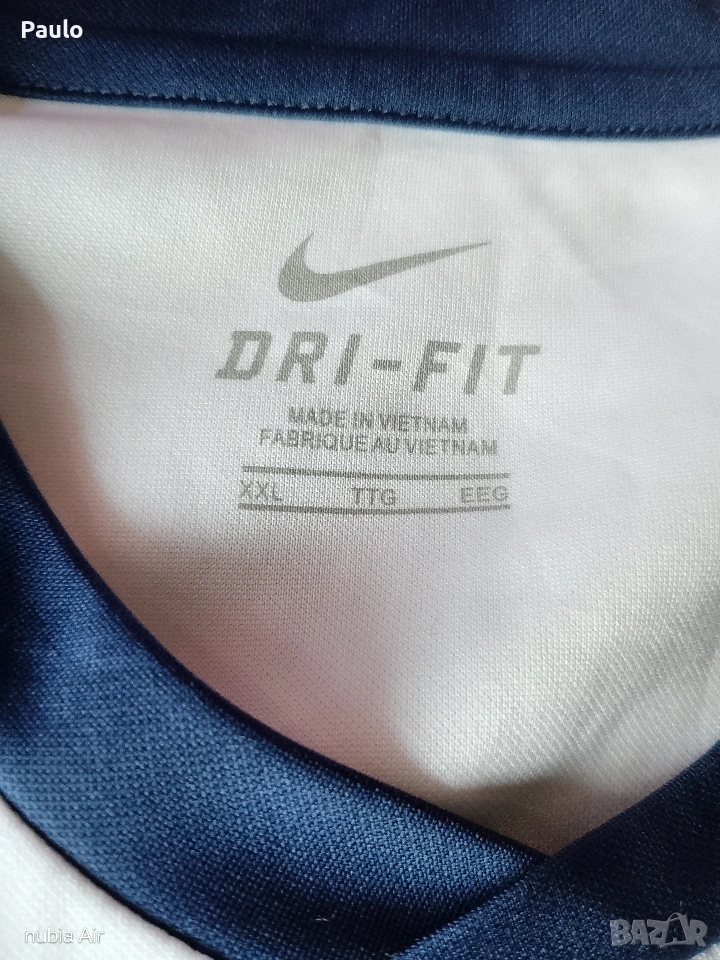 Paulo
DRI-FIT
MADE IN VIETNAM
FABRIQUE AU VIETNAM
XXL TTG EEG
nubia Air
BAZAR